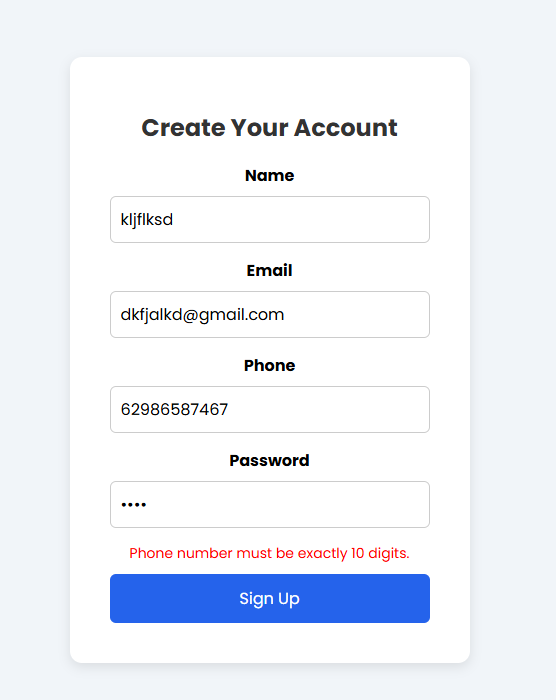 Create Your Account
Name
kljflksd
Email
dkfjalkd@gmail.com
Phone
62986587467
Password
••••
Phone number must be exactly 10 digits.
Sign Up